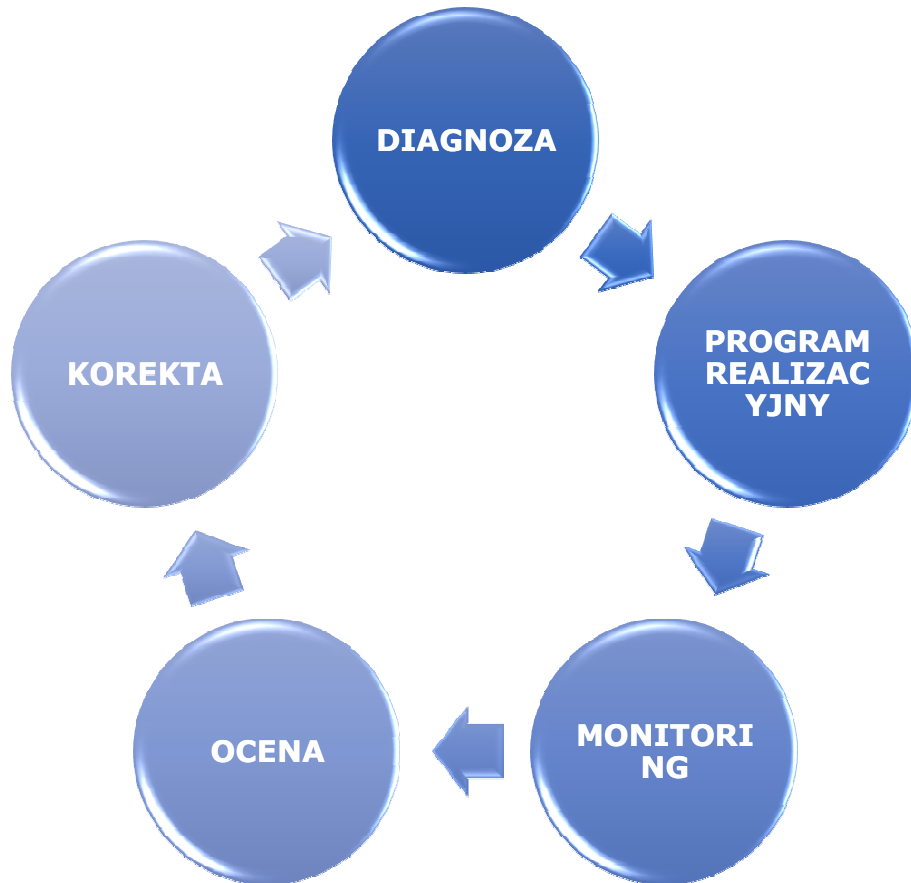 DIAGNOZA
PROGRAM
REALIZAC
YJNY
MONITORI
NG
OCENA
KOREKTA